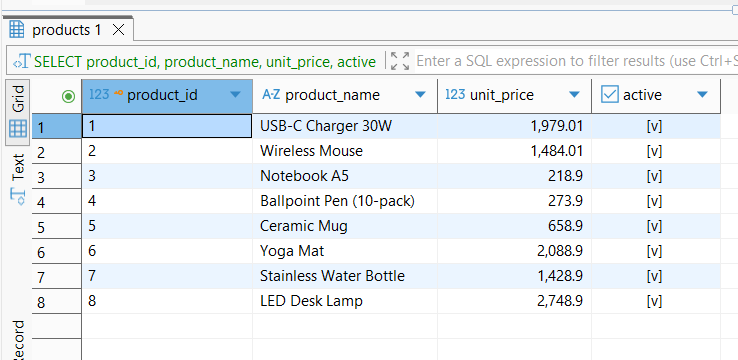 products 1
SELECT product_id, product_name, unit_price, active
Enter a SQL expression to filter results (use Ctrl+S
Grid
Text
Record
123 product_id A-Z product_name 123 unit_price active
1 1 USB-C Charger 30W 1,979.01 [v]
2 2 Wireless Mouse 1,484.01 [v]
3 3 Notebook A5 218.9 [v]
4 4 Ballpoint Pen (10-pack) 273.9 [v]
5 5 Ceramic Mug 658.9 [v]
6 6 Yoga Mat 2,088.9 [v]
7 7 Stainless Water Bottle 1,428.9 [v]
8 8 LED Desk Lamp 2,748.9 [v]